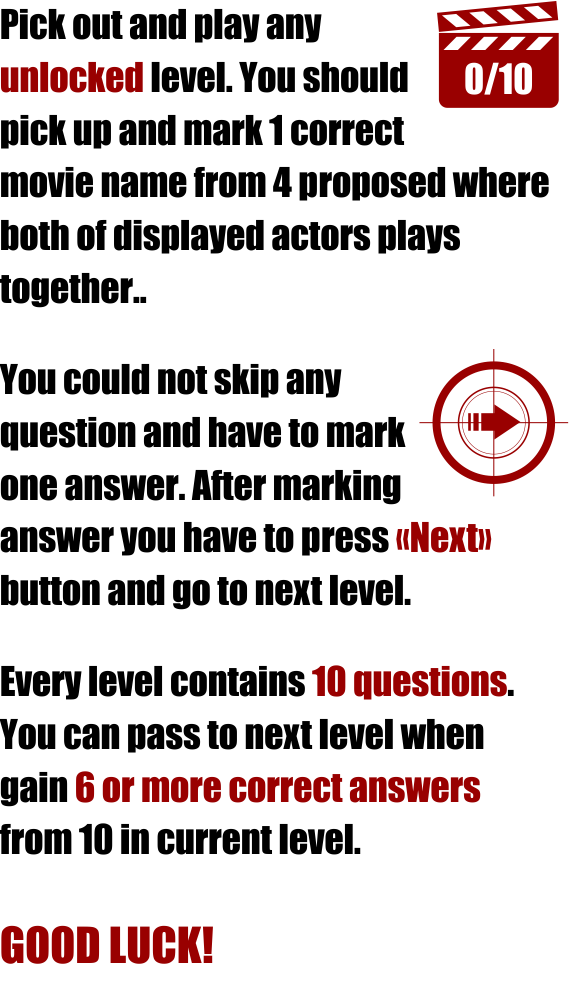 Pick out and play any
0/10
unlocked level. You should
pick up and mark 1 correct
movie name from 4 proposed where
both of displayed actors plays
together..
You could not skip any
question and have to mark
one answer. After marking
answer you have to press «Next»
button and go to next level.
Every level contains 10 questions.
You can pass to next level when
gain 6 or more correct answers
from 10 in current level.
GOOD LUCK!